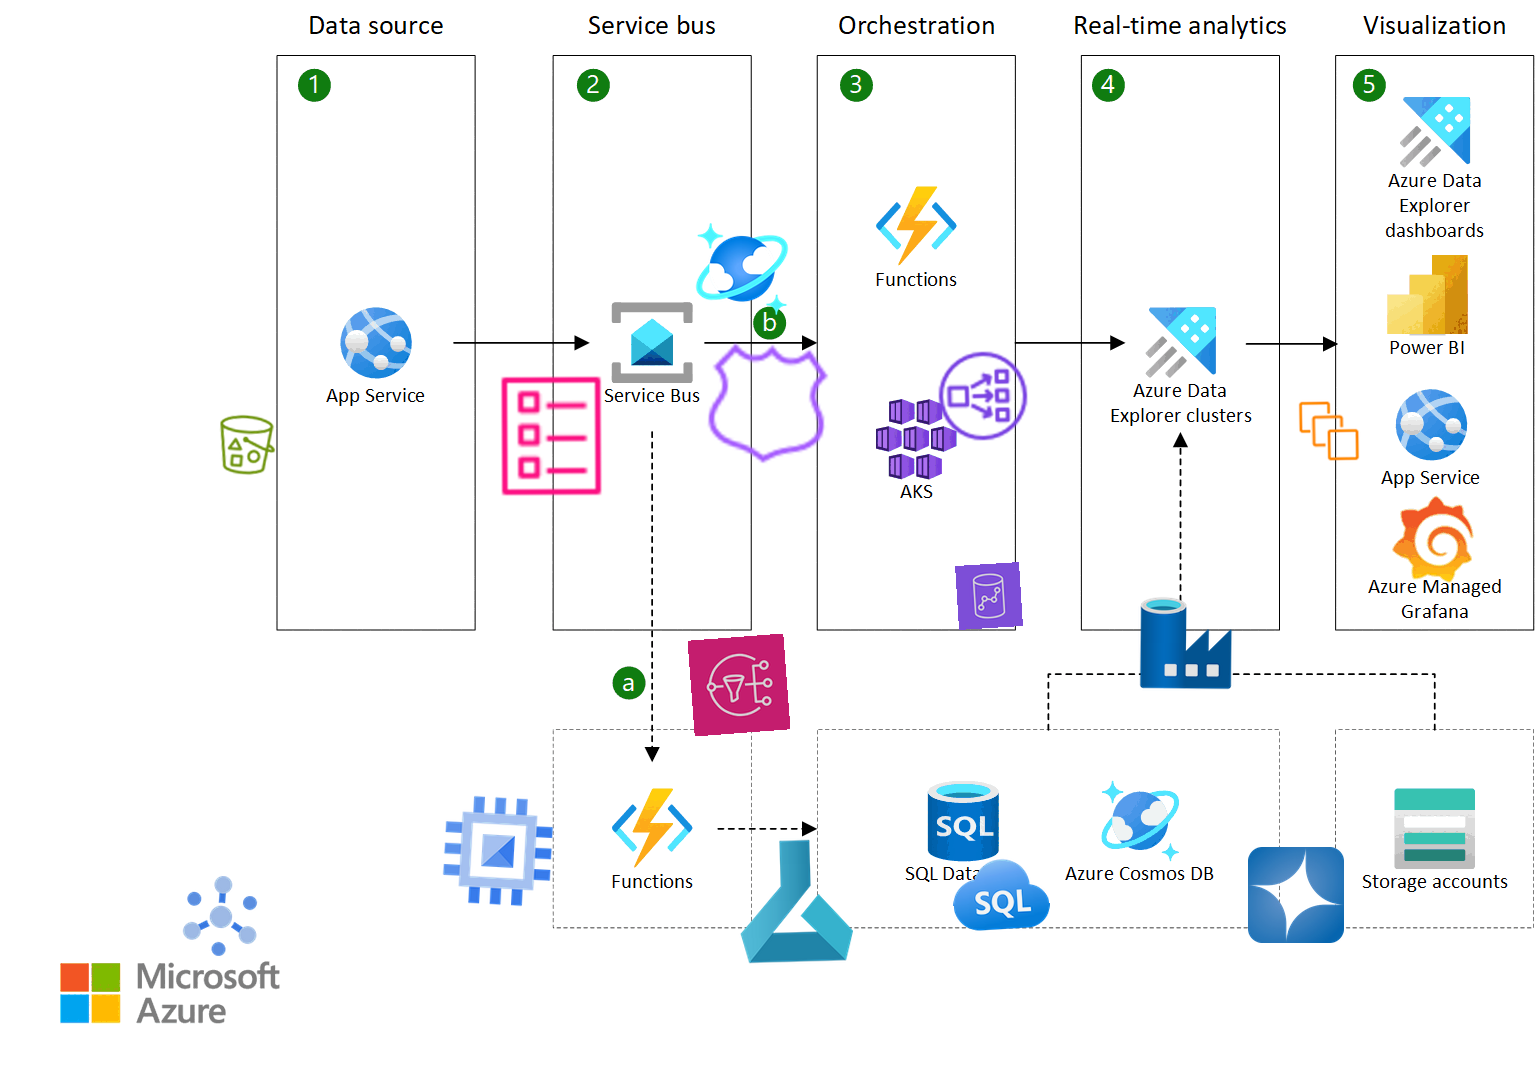 Data source
Service bus
Orchestration
Real-time analytics
Visualization
1
2
3
4
5
Azure Data
Explorer
dashboards
Functions
b
Power BI
App Service
Service Bus
Azure Data
Explorer clusters
AKS
App Service
Azure Managed
Grafana
a
SQL
Functions
SQL Data
Azure Cosmos DB
Storage accounts
SQL
Microsoft
Azure